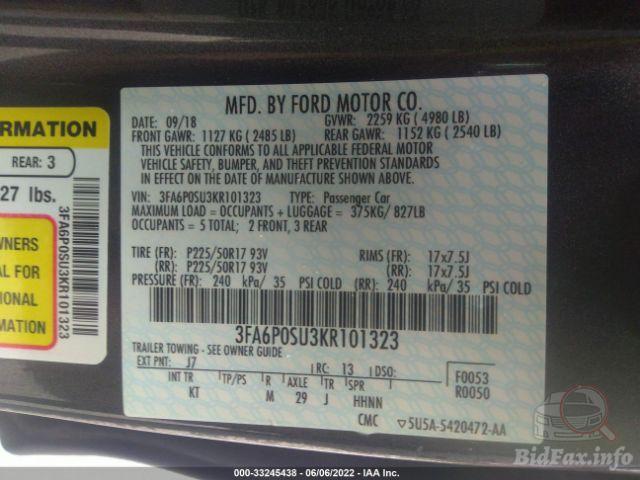 MFD. BY FORD MOTOR CO.
DATE: 09/18 GVWR: 2259 KG ( 4980 LB)
FRONT GAWR: 1127 KG ( 2485 LB) REAR GAWR: 1152 KG ( 2540 LB)
THIS VEHICLE CONFORMS TO ALL APPLICABLE FEDERAL MOTOR
VEHICLE SAFETY, BUMPER, AND THEFT PREVENTION STANDARDS
IN EFFECT ON THE DATE OF MANUFACTURE SHOWN ABOVE.
VIN: 3FA6P0SU3KR101323 TYPE: Passenger Car
MAXIMUM LOAD = OCCUPANTS + LUGGAGE = 375KG/ 827LB
OCCUPANTS = 5 TOTAL; 2 FRONT, 3 REAR
TIRE (FR): P225/50R17 93V RIMS (FR): 17x7.5J
(RR): P225/50R17 93V (RR): 17x7.5J
PRESSURE (FR): 240 kPa/ 35 PSI COLD (RR): 240 kPa/ 35 PSI COLD
3FA6P0SU3KR101323
TRAILER TOWING - SEE OWNER GUIDE
EXT PNT: J7 RC: 13 DSO: F0053
INT TR TP/PS R AXLE TR SPR R0050
KT M 29 J HHNN
CMC 5U5A-5420472-AA
ORMATION
REAR: 3
27 lbs.
WNERS
AL FOR
IONAL
MATION
3FA6P0SU3KR101323
000-33245438 - 06/06/2022 - IAA Inc.
BidFax.info